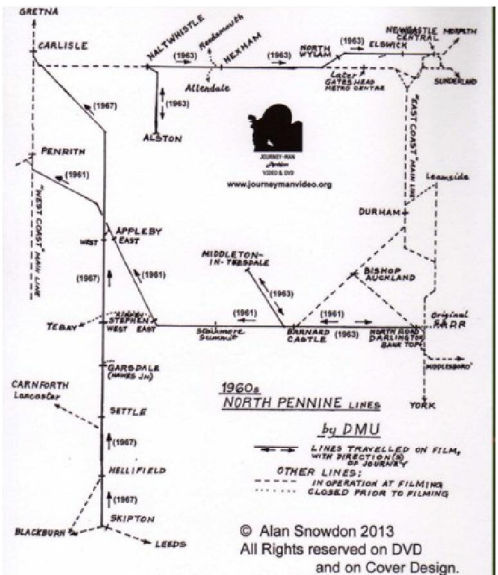 GRETNA
CARLISLE
HALTWHISTLE
(1963)
HEXHAM
(1963)
NORTH
WYLAM
(1963)
ELSWICK
NEWCASTLE
CENTRAL
MORPETH
SUNDERLAND
Allendale
Later
GATESHEAD
METRO CENTRE
(1963)
ALSTON
(1967)
JOURNEY-MAN
VIDEO & DVD
www.journeymanvideo.org
"EAST COAST" MAIN LINE
Leamside
PENRITH
(1961)
"WEST COAST" MAIN LINE
APPLEBY
WEST
EAST
DURHAM
MIDDLETON-
IN-TEESDALE
BISHOP
AUCKLAND
(1967)
(1961)
(1963)
TEBAY
KIRKBY
STEPHEN
WEST
EAST
(1961)
Stainmore
Summit
BARNARD
CASTLE
(1961)
(1963)
NORTH ROAD
DARLINGTON
BANK TOP
Original
S&DR
MIDDLESBORO'
YORK
GARSDALE
(HAWES JN)
CARNFORTH
Lancaster
SETTLE
(1967)
HELLIFIELD
(1967)
SKIPTON
BLACKBURN
LEEDS
1960s
NORTH PENNINE LINES
by DMU
LINES TRAVELLED ON FILM,
WITH DIRECTION(S)
OF JOURNEY
OTHER LINES:
IN OPERATION AT FILMING
CLOSED PRIOR TO FILMING
© Alan Snowdon 2013
All Rights reserved on DVD
and on Cover Design.